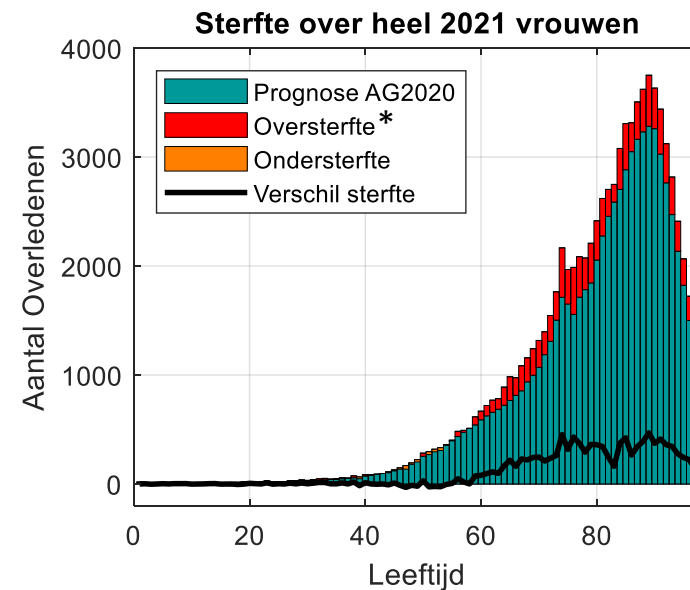 Sterfte over heel 2021 vrouwen
4000
3000
2000
1000
0
Aantal Overledenen
Prognose AG2020
Oversterfte*
Ondersterfte
Verschil sterfte
0 20 40 60 80
Leeftijd